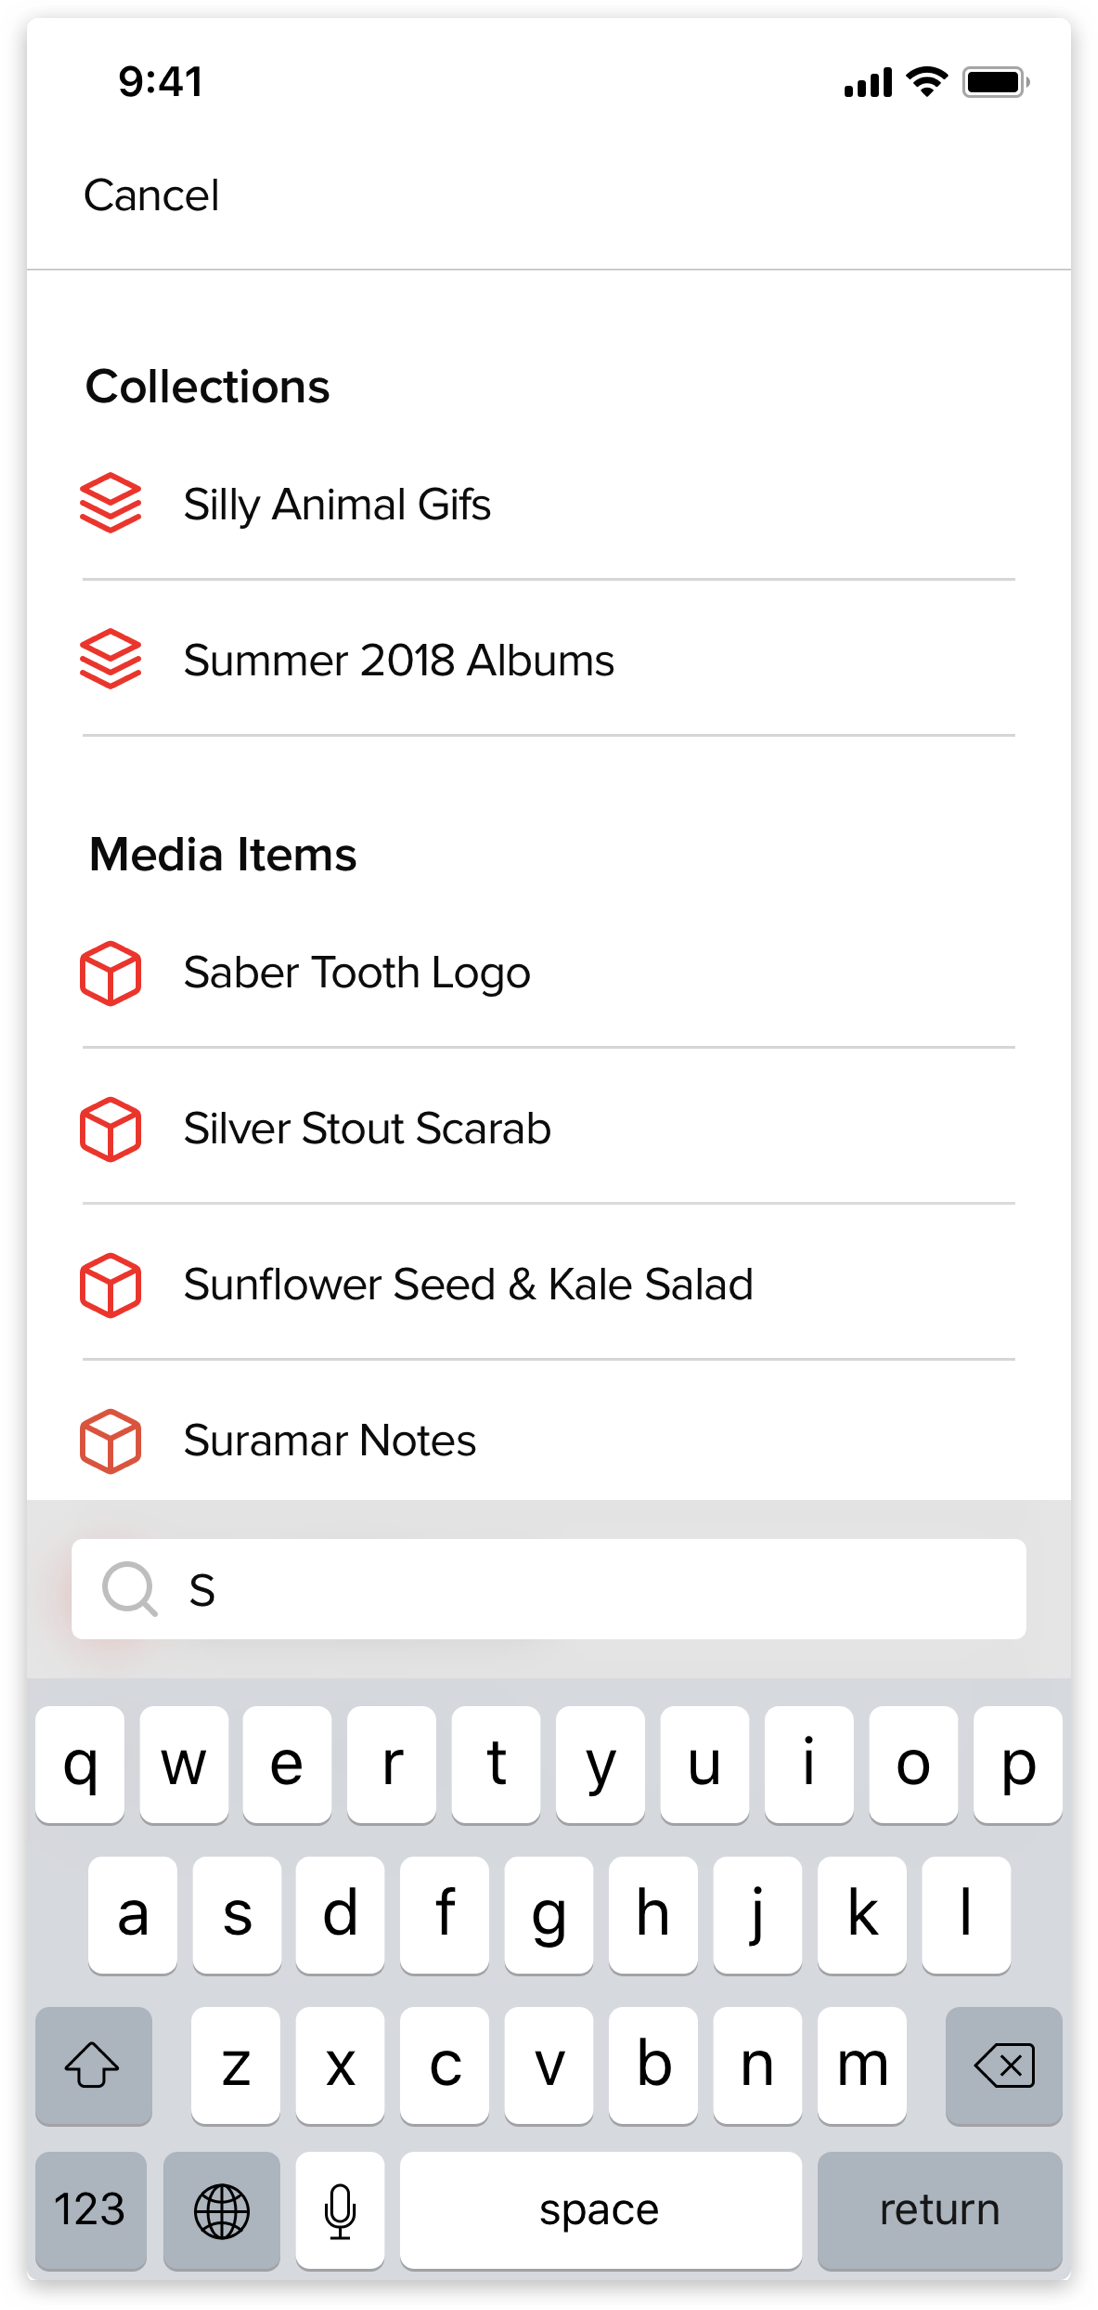 9:41
Cancel
Collections
Silly Animal Gifs
Summer 2018 Albums
Media Items
Saber Tooth Logo
Silver Stout Scarab
Sunflower Seed & Kale Salad
Suramar Notes
S
q w e r t y u i o p
a s d f g h j k l
z x c v b n m
123 space return